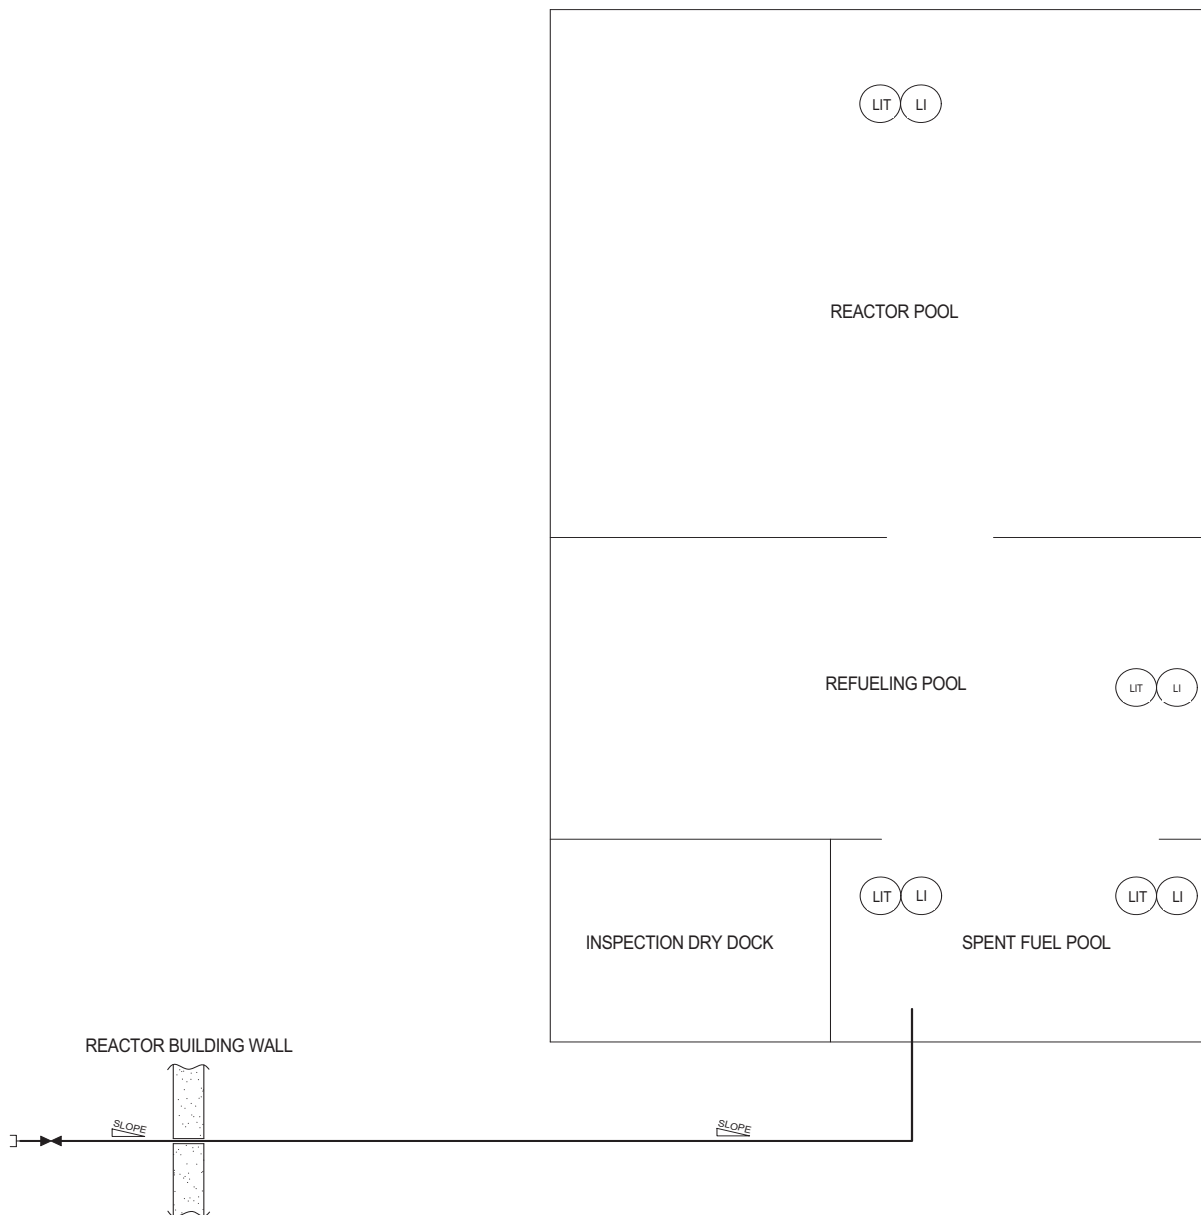 LIT LI
REACTOR POOL
REFUELING POOL
LIT LI
LIT LI
LIT LI
INSPECTION DRY DOCK
SPENT FUEL POOL
REACTOR BUILDING WALL
SLOPE
SLOPE